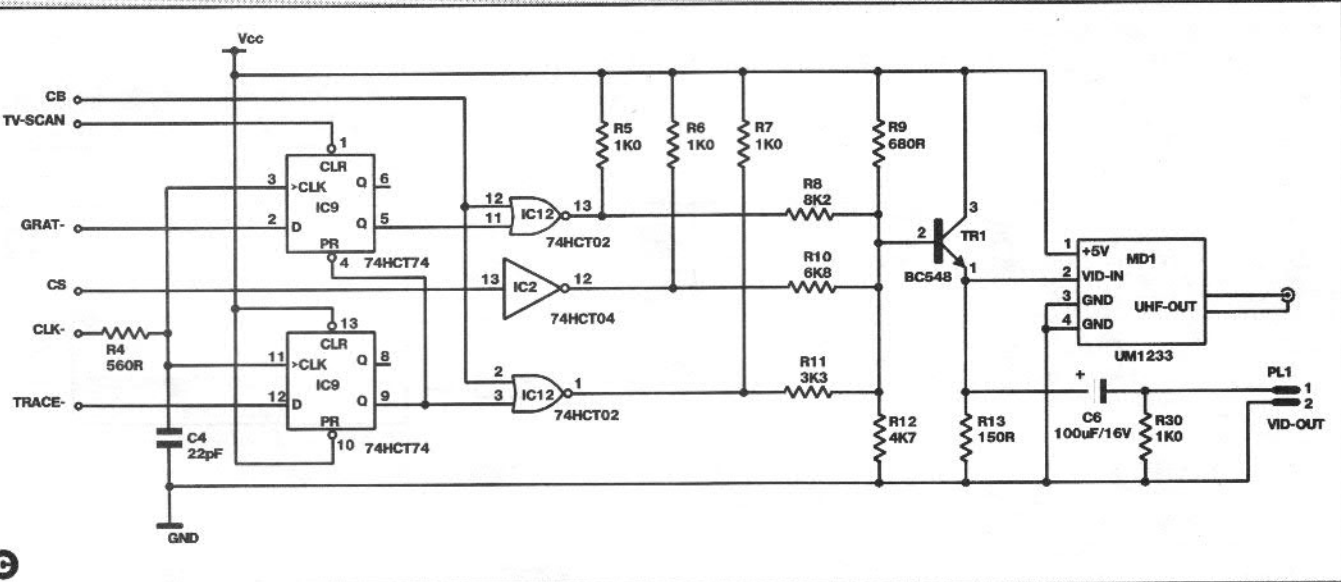 Vcc
CB
TV-SCAN
1
CLR
3
>CLK
Q
6
IC9
GRAT-
2
D
Q
5
PR
4
74HCT74
12
11
IC12
13
74HCT02
CS
13
IC2
12
74HCT04
CLK-
R4
560R
13
CLR
11
>CLK
Q
8
IC9
TRACE-
12
D
Q
9
PR
10
74HCT74
2
3
IC12
1
74HCT02
C4
22pF
GND
R5
1K0
R6
1K0
R7
1K0
R9
680R
R8
8K2
R10
6K8
R11
3K3
R12
4K7
2
3
TR1
1
BC548
R13
150R
1
+5V
MD1
2
VID-IN
3
GND
UHF-OUT
4
GND
UM1233
+
C6
100uF/16V
R30
1K0
PL1
1
2
VID-OUT
C